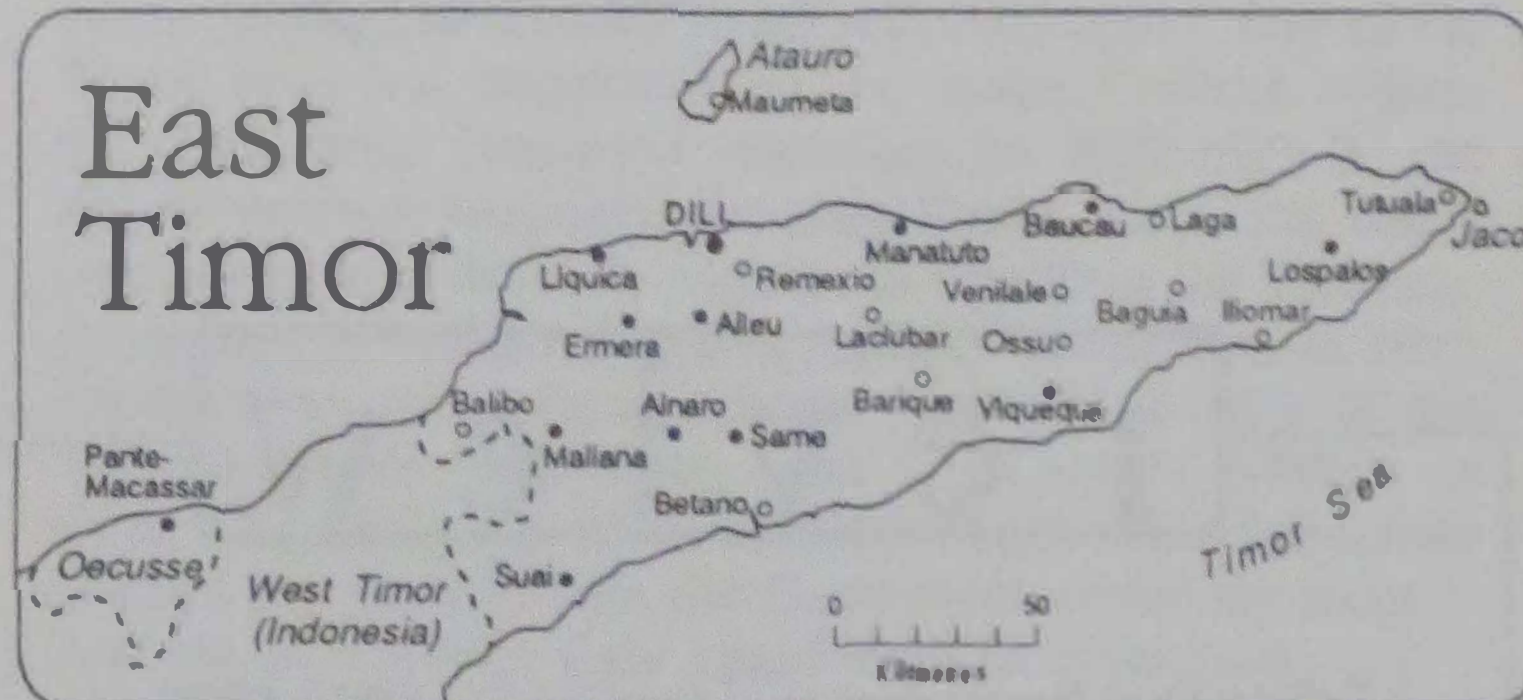 East
Timor
Atauro
Maumeta
DILI
Liquica
Remexio
Manatuto
Baucau
Laga
Tutuala
Jaco
Lospalos
Venilale
Baguia
Iliomar
Ermera
Aileu
Laclubar
Ossuo
Barique
Viqueque
Balibo
Maliana
Ainaro
Same
Pante-
Macassar
Betano
Oecusse
West Timor
(Indonesia)
Suai
Timor Sea
0 50
Kilometres